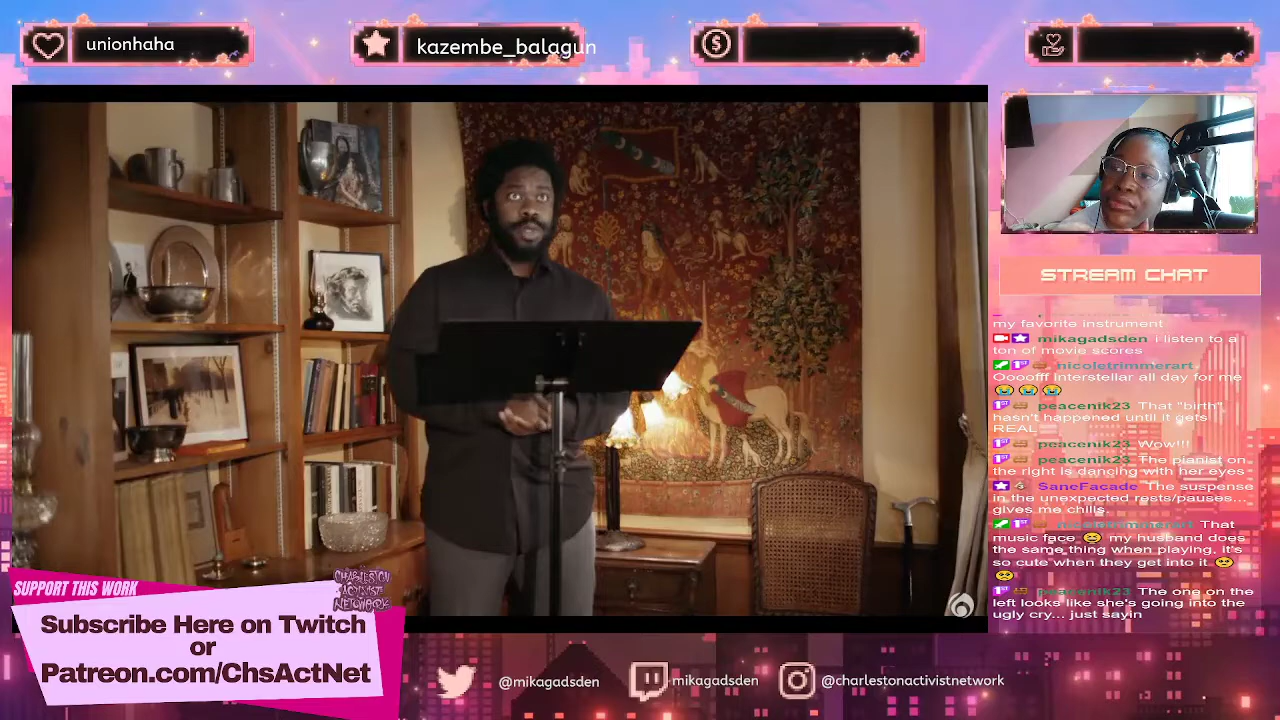 unionhaha
kazembe_balagun
STREAM CHAT
my favorite instrument
mikagadsden i listen to a
ton of movie scores
nicoletrimmerart
Oooofff Interstellar all day for me
peacenik23 That "birth"
hasn't happened until it gets
REAL
peacenik23 Wow!!!
peacenik23 The pianist on
the right is dancing with her eyes
SaneFacade The suspense
in the unexpected rests/pauses...
gives me chills.
nicoletrimmerart That
music face 😆 my husband does
the same thing when playing, it's
so cute when they get into it 🥺
🥺
peacenik23 The one on the
left looks like she's going into the
ugly cry... just sayin
SUPPORT THIS WORK
CHARLESTON
ACTIVIST
NETWORK
Subscribe Here on Twitch
or
Patreon.com/ChsActNet
@mikagadsden
mikagadsden
@charlestonactivistnetwork